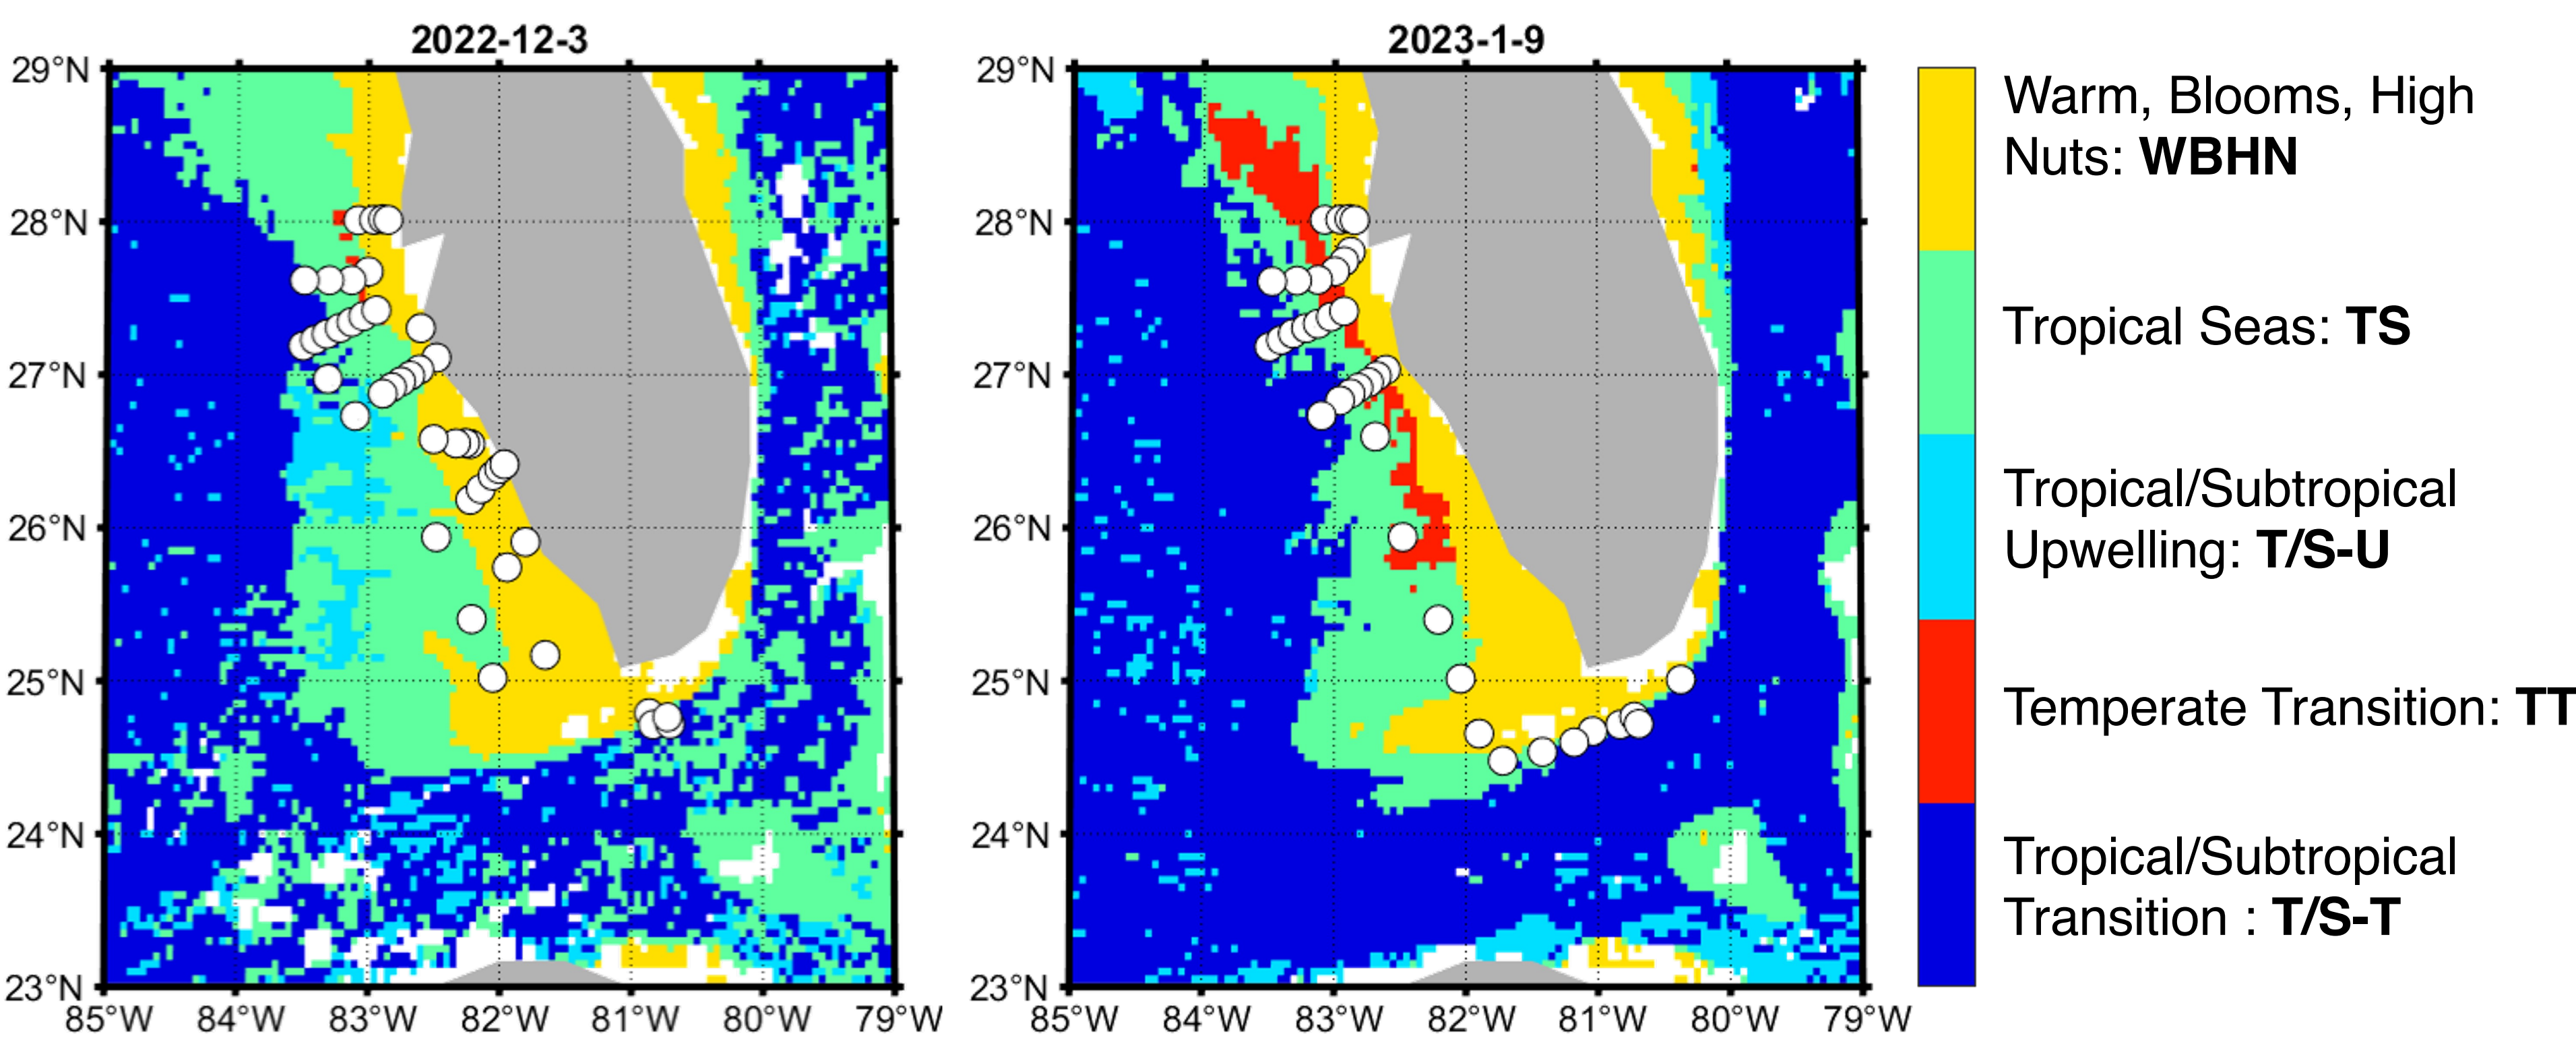 2022-12-3
2023-1-9
29°N
28°N
27°N
26°N
25°N
24°N
23°N
85°W 84°W 83°W 82°W 81°W 80°W 79°W
29°N
28°N
27°N
26°N
25°N
24°N
23°N
85°W 84°W 83°W 82°W 81°W 80°W 79°W
Warm, Blooms, High
Nuts: WBHN
Tropical Seas: TS
Tropical/Subtropical
Upwelling: T/S-U
Temperate Transition: TT
Tropical/Subtropical
Transition : T/S-T